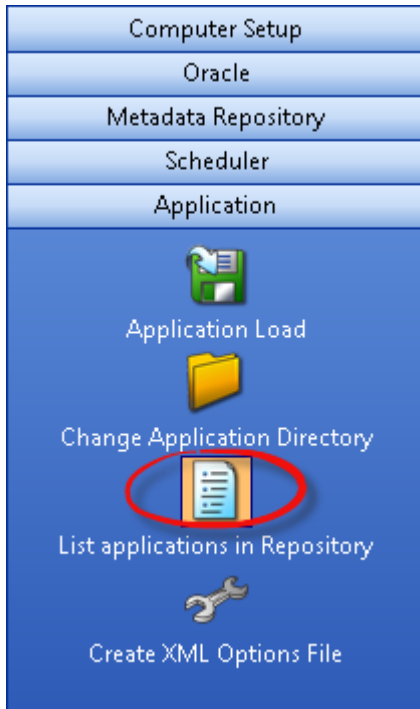 Computer Setup
Oracle
Metadata Repository
Scheduler
Application
Application Load
Change Application Directory
List applications in Repository
Create XML Options File